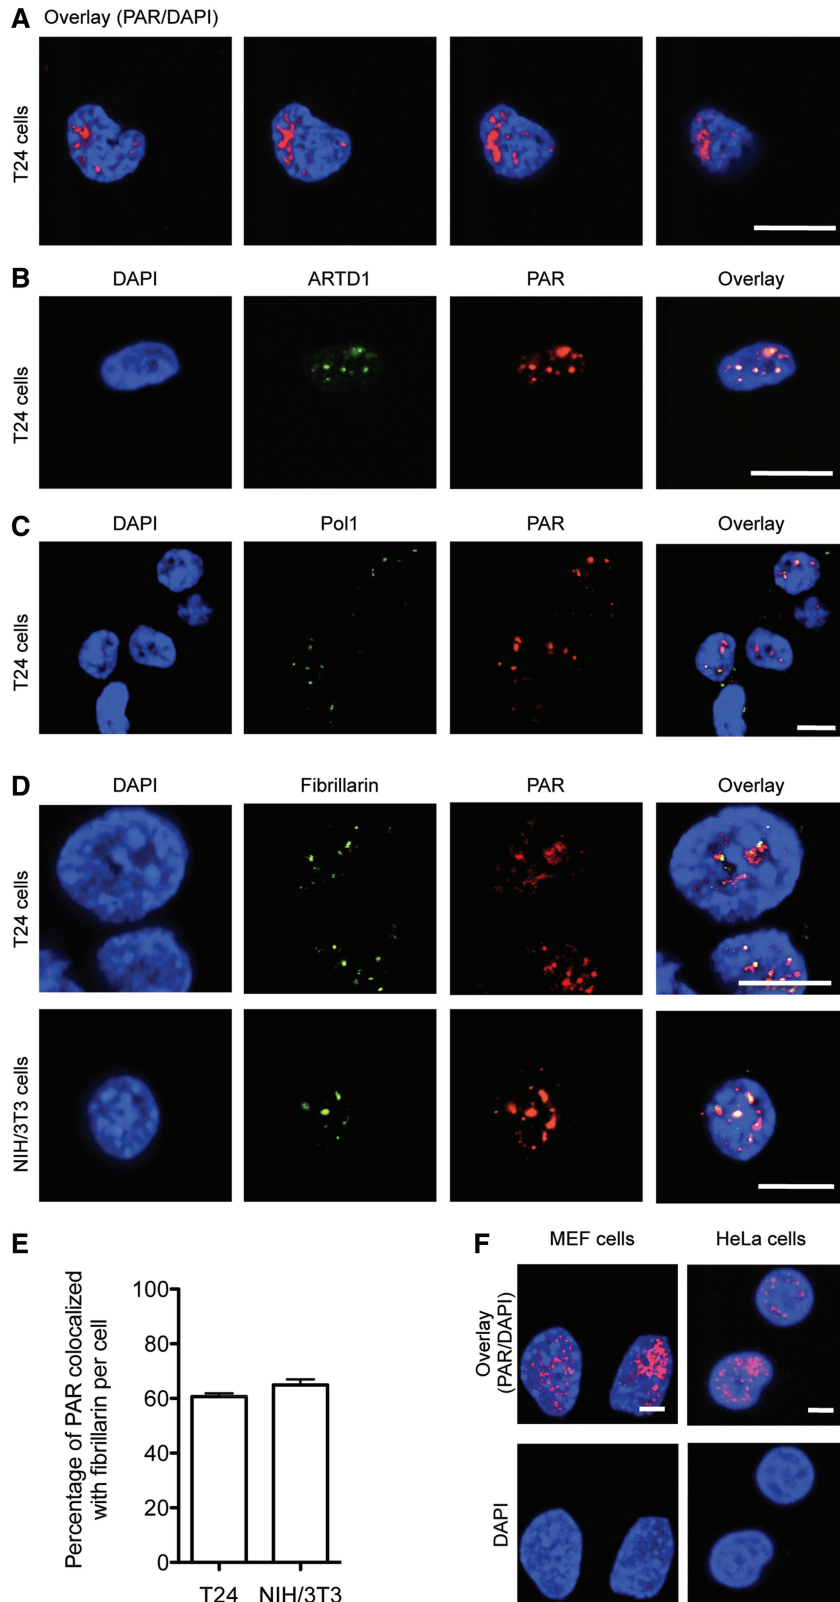 A Overlay (PAR/DAPI)
T24 cells
B DAPI ARTD1 PAR Overlay
T24 cells
C DAPI Pol1 PAR Overlay
T24 cells
D DAPI Fibrillarin PAR Overlay
T24 cells
NIH/3T3 cells
E
Percentage of PAR colocalized
with fibrillarin per cell
100
80
60
40
20
0
T24 NIH/3T3
F MEF cells HeLa cells
Overlay
(PAR/DAPI)
DAPI